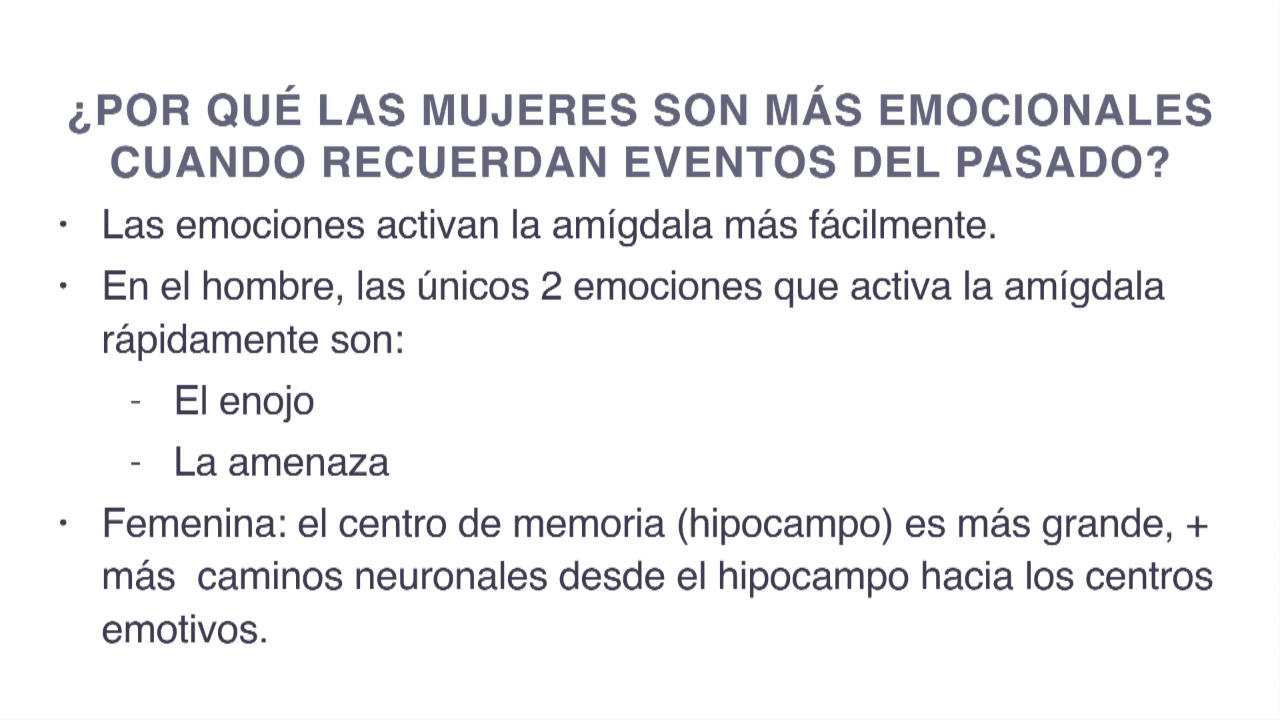 ¿POR QUÉ LAS MUJERES SON MÁS EMOCIONALES
CUANDO RECUERDAN EVENTOS DEL PASADO?
· Las emociones activan la amígdala más fácilmente.
· En el hombre, las únicos 2 emociones que activa la amígdala
rápidamente son:
- El enojo
- La amenaza
· Femenina: el centro de memoria (hipocampo) es más grande, +
más caminos neuronales desde el hipocampo hacia los centros
emotivos.